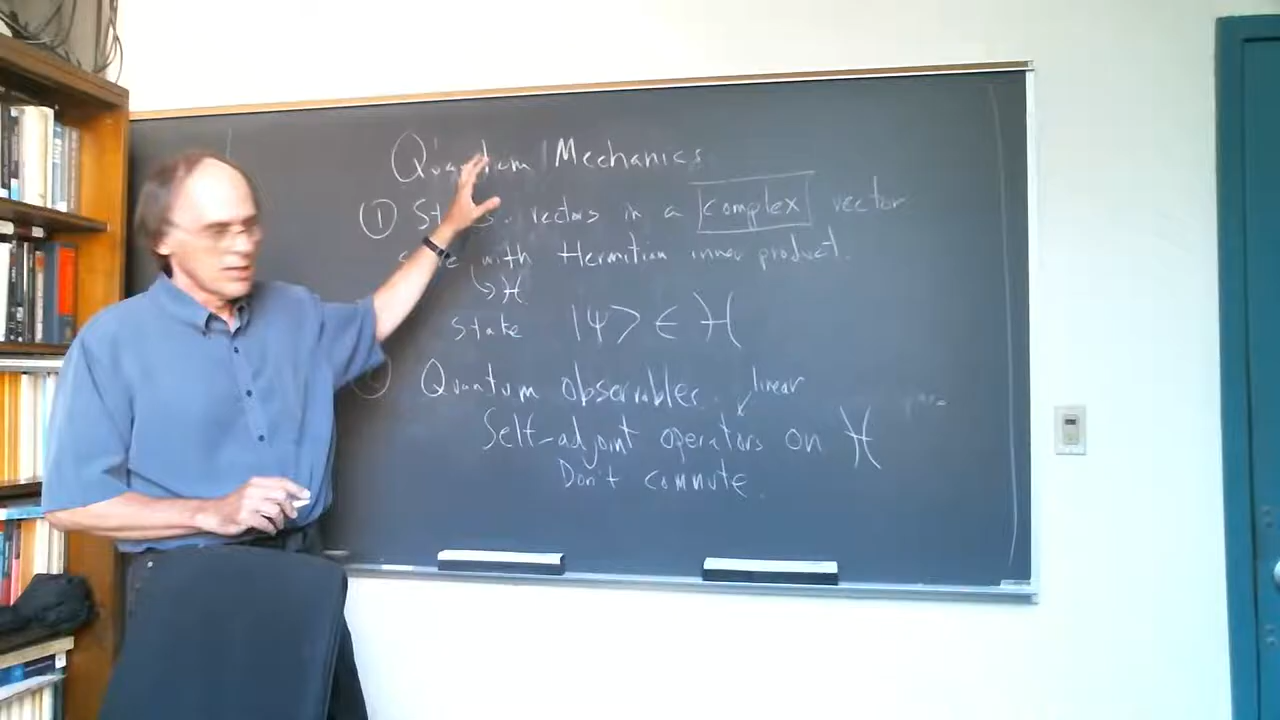 Quantum Mechanics
① States. vectors in a complex vector
space with Hermitian inner product.
↳ H
State |ψ> ∈ H
② Quantum observables. linear
Self-adjoint operators on H
Don't commute.